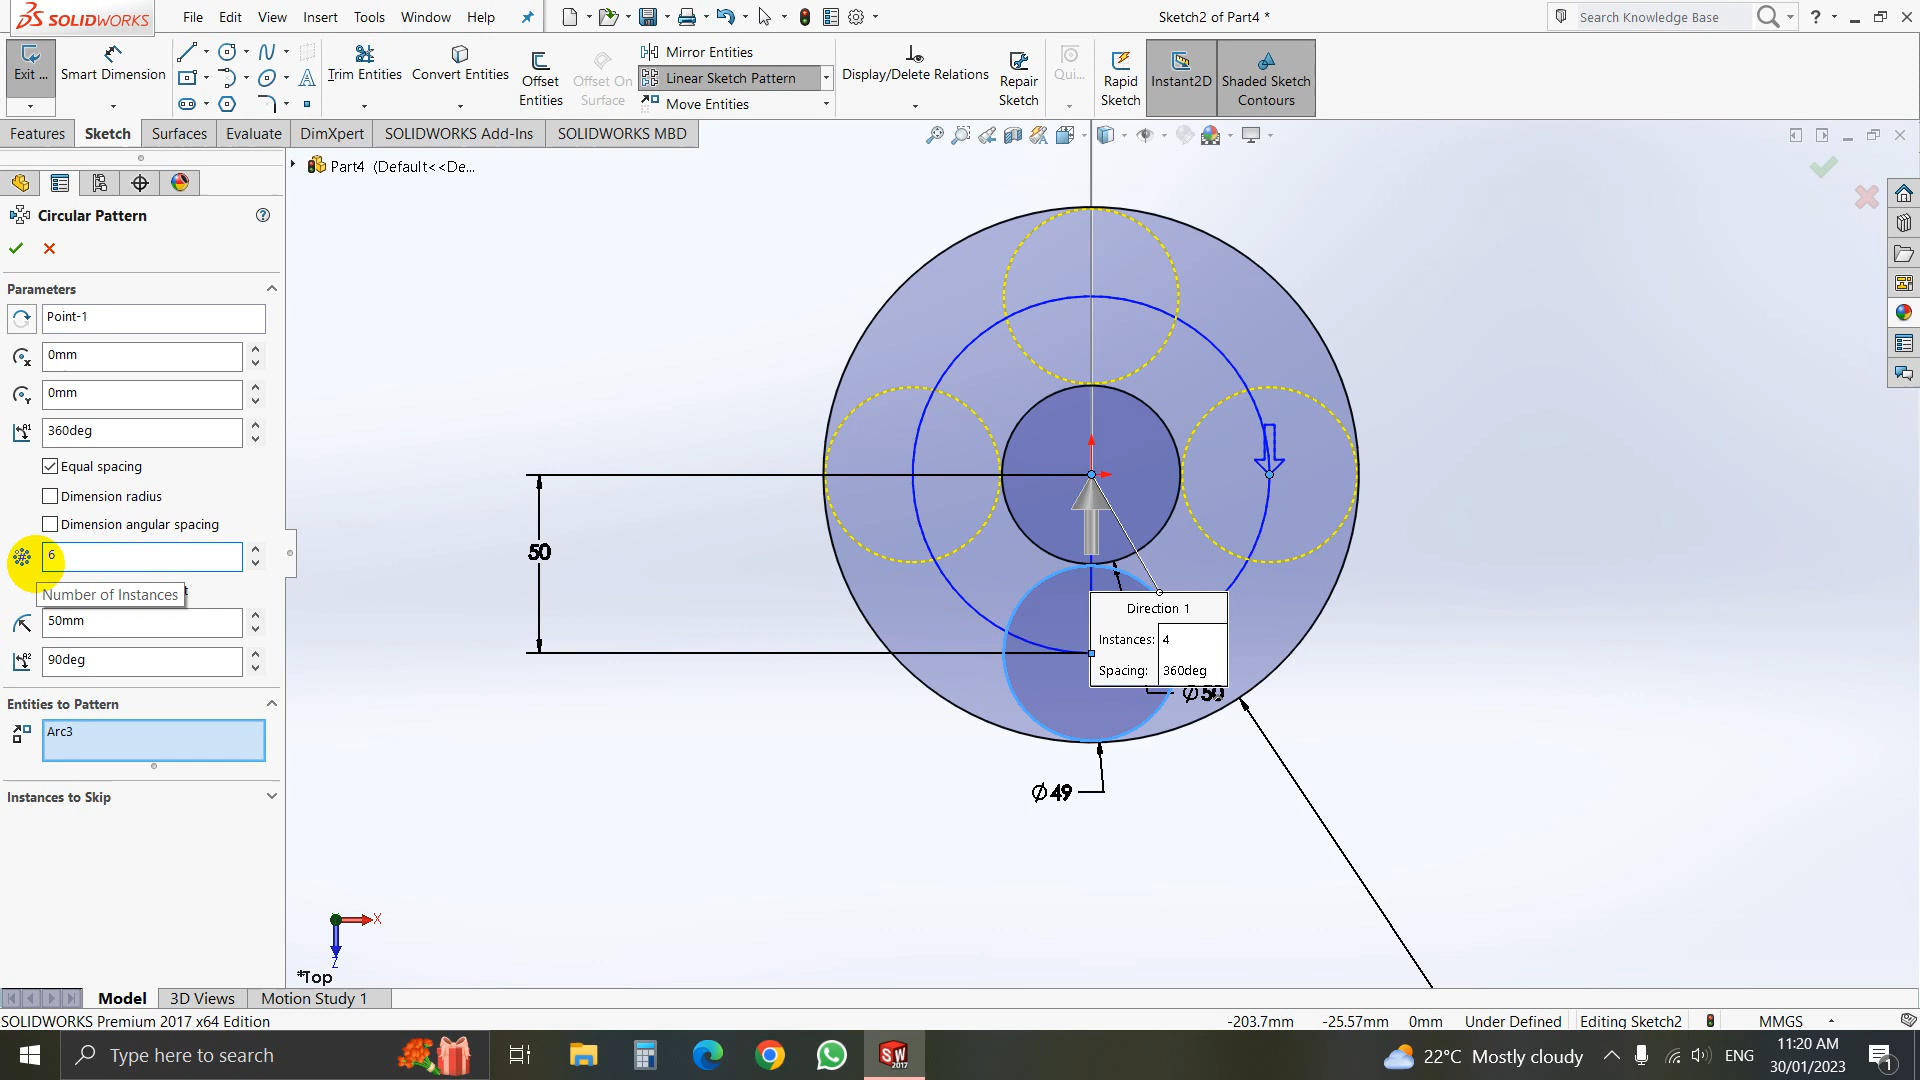 SOLIDWORKS
File Edit View Insert Tools Window Help
Sketch2 of Part4 *
Search Knowledge Base
Exit ...
Smart Dimension
Trim Entities
Convert Entities
Offset Entities
Offset On Surface
Mirror Entities
Linear Sketch Pattern
Move Entities
Display/Delete Relations
Repair Sketch
Qui...
Rapid Sketch
Instant2D
Shaded Sketch Contours
Features Sketch Surfaces Evaluate DimXpert SOLIDWORKS Add-Ins SOLIDWORKS MBD
Part4 (Default<<De...
Circular Pattern
Parameters
Point-1
0mm
0mm
360deg
Equal spacing
Dimension radius
Dimension angular spacing
6
Number of Instances
50mm
90deg
Entities to Pattern
Arc3
Instances to Skip
50
Direction 1
Instances: 4
Spacing: 360deg
∅50
∅49
X
Z
*Top
Model 3D Views Motion Study 1
SOLIDWORKS Premium 2017 x64 Edition
-203.7mm -25.57mm 0mm Under Defined Editing Sketch2 MMGS
Type here to search
SW 2017
22°C Mostly cloudy
ENG
11:20 AM
30/01/2023
1